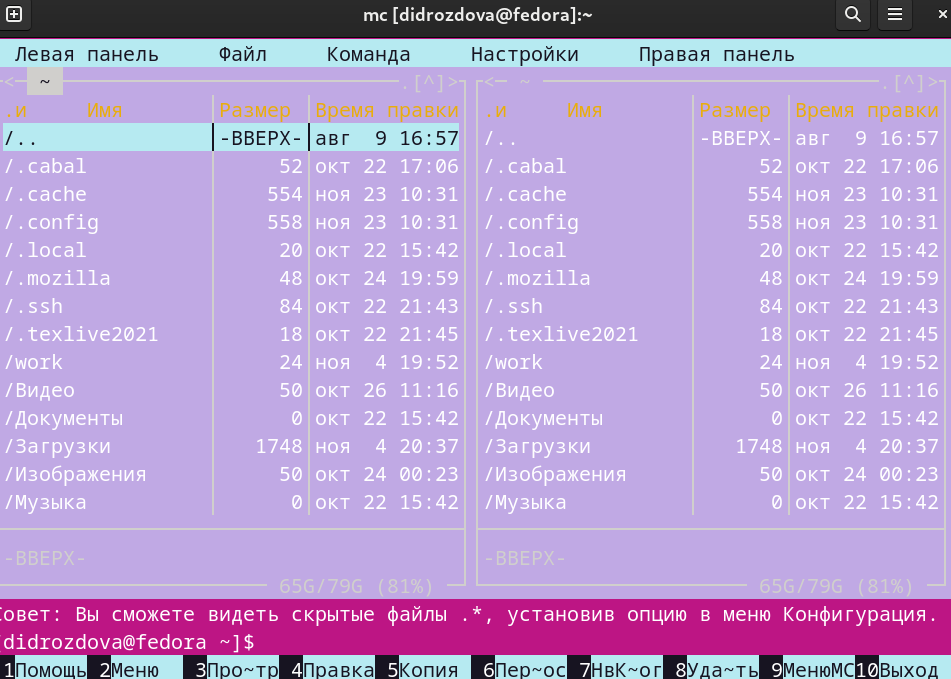 mc [didrozdova@fedora]:~
Левая панель Файл Команда Настройки Правая панель
<- ~ .[^]> <- ~ .[^]>
.и Имя Размер Время правки .и Имя Размер Время правки
/.. -ВВЕРХ- авг 9 16:57 /.. -ВВЕРХ- авг 9 16:57
/.cabal 52 окт 22 17:06 /.cabal 52 окт 22 17:06
/.cache 554 ноя 23 10:31 /.cache 554 ноя 23 10:31
/.config 558 ноя 23 10:31 /.config 558 ноя 23 10:31
/.local 20 окт 22 15:42 /.local 20 окт 22 15:42
/.mozilla 48 окт 24 19:59 /.mozilla 48 окт 24 19:59
/.ssh 84 окт 22 21:43 /.ssh 84 окт 22 21:43
/.texlive2021 18 окт 22 21:45 /.texlive2021 18 окт 22 21:45
/work 24 ноя 4 19:52 /work 24 ноя 4 19:52
/Видео 50 окт 26 11:16 /Видео 50 окт 26 11:16
/Документы 0 окт 22 15:42 /Документы 0 окт 22 15:42
/Загрузки 1748 ноя 4 20:37 /Загрузки 1748 ноя 4 20:37
/Изображения 50 окт 24 00:23 /Изображения 50 окт 24 00:23
/Музыка 0 окт 22 15:42 /Музыка 0 окт 22 15:42
-ВВЕРХ- -ВВЕРХ-
65G/79G (81%) 65G/79G (81%)
Совет: Вы сможете видеть скрытые файлы .*, установив опцию в меню Конфигурация.
[didrozdova@fedora ~]$
1Помощь 2Меню 3Про~тр 4Правка 5Копия 6Пер~ос 7НвК~ог 8Уда~ть 9МенюMC 10Выход